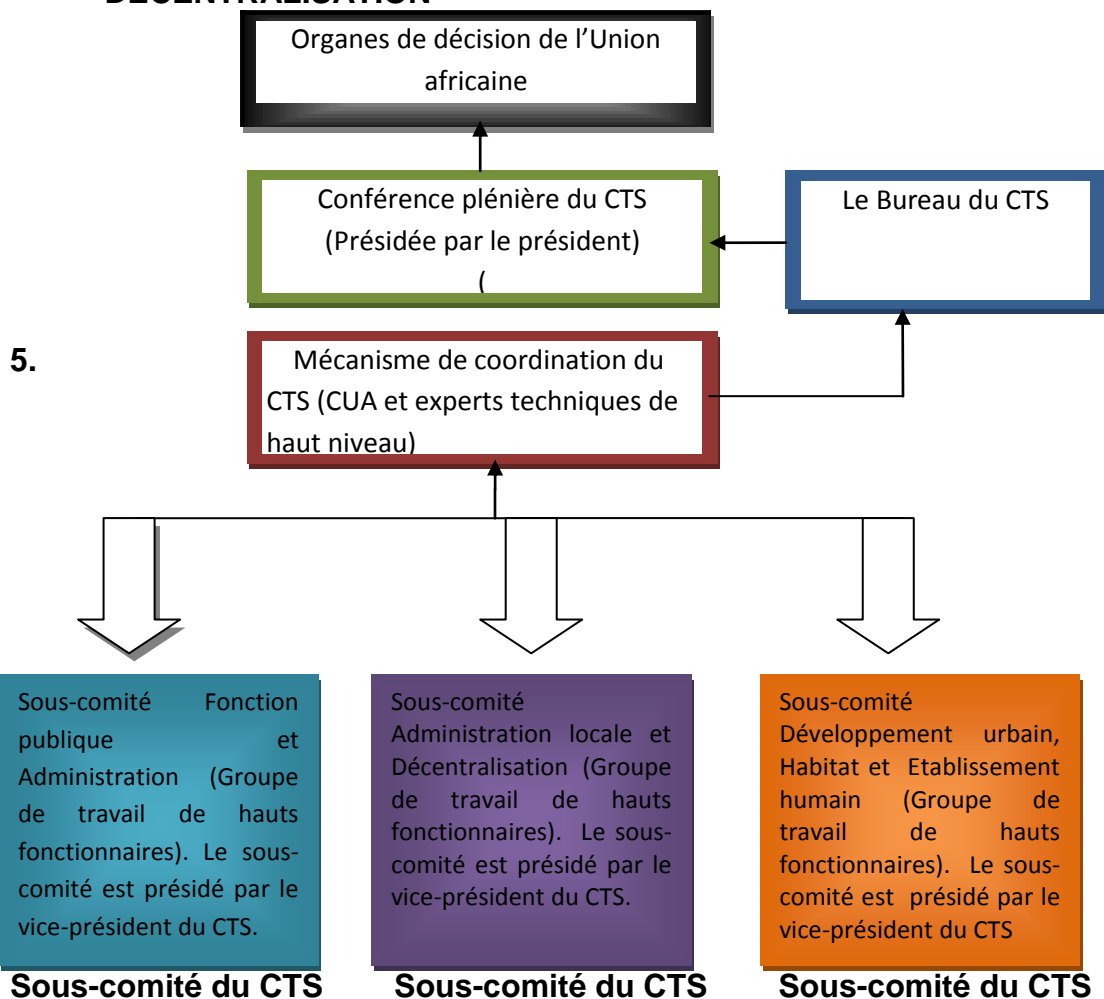 DECENTRALISATION
Organes de décision de l’Union
africaine
Conférence plénière du CTS
(Présidée par le président)
(
Le Bureau du CTS
5.
Mécanisme de coordination du
CTS (CUA et experts techniques de
haut niveau)
Sous-comité Fonction
publique et
Administration (Groupe
de travail de hauts
fonctionnaires). Le sous-
comité est présidé par le
vice-président du CTS.
Sous-comité
Administration locale et
Décentralisation (Groupe
de travail de hauts
fonctionnaires). Le sous-
comité est présidé par le
vice-président du CTS.
Sous-comité
Développement urbain,
Habitat et Etablissement
humain (Groupe de
travail de hauts
fonctionnaires). Le sous-
comité est présidé par le
vice-président du CTS
Sous-comité du CTS
Sous-comité du CTS
Sous-comité du CTS